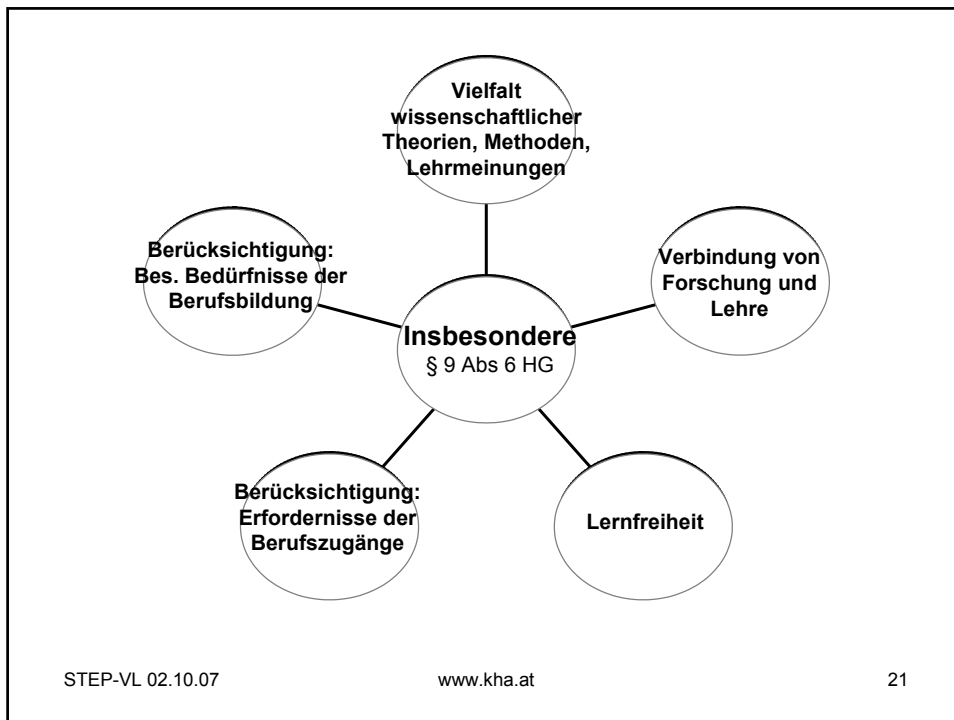 Vielfalt
wissenschaftlicher
Theorien, Methoden,
Lehrmeinungen
Berücksichtigung:
Bes. Bedürfnisse der
Berufsbildung
Verbindung von
Forschung und
Lehre
Insbesondere
§ 9 Abs 6 HG
Berücksichtigung:
Erfordernisse der
Berufszugänge
Lernfreiheit
STEP-VL 02.10.07
www.kha.at
21